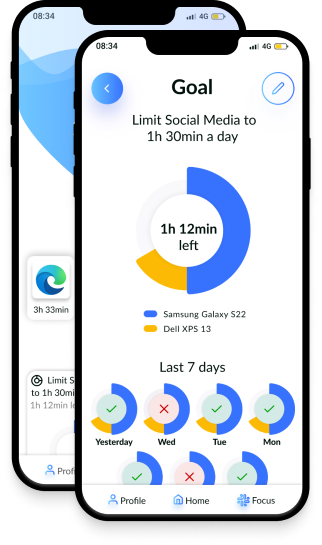 08:34
4G
08:34
4G
Goal
Limit Social Media to
1h 30min a day
1h 12min
left
Samsung Galaxy S22
Dell XPS 13
Last 7 days
Yesterday Wed Tue Mon
Profile Home Focus
3h 33min
Limit S
to 1h 30mi
1h 12min le
Profi